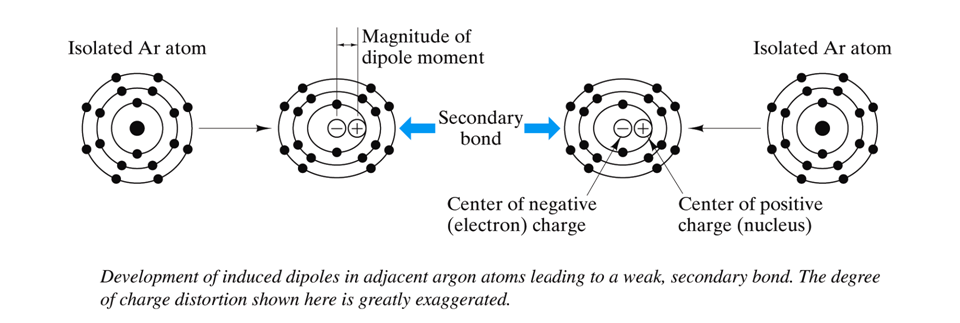 Isolated Ar atom
Magnitude of
dipole moment
Isolated Ar atom
− +
Secondary
bond
− +
Center of negative
(electron) charge
Center of positive
charge (nucleus)
Development of induced dipoles in adjacent argon atoms leading to a weak, secondary bond. The degree
of charge distortion shown here is greatly exaggerated.